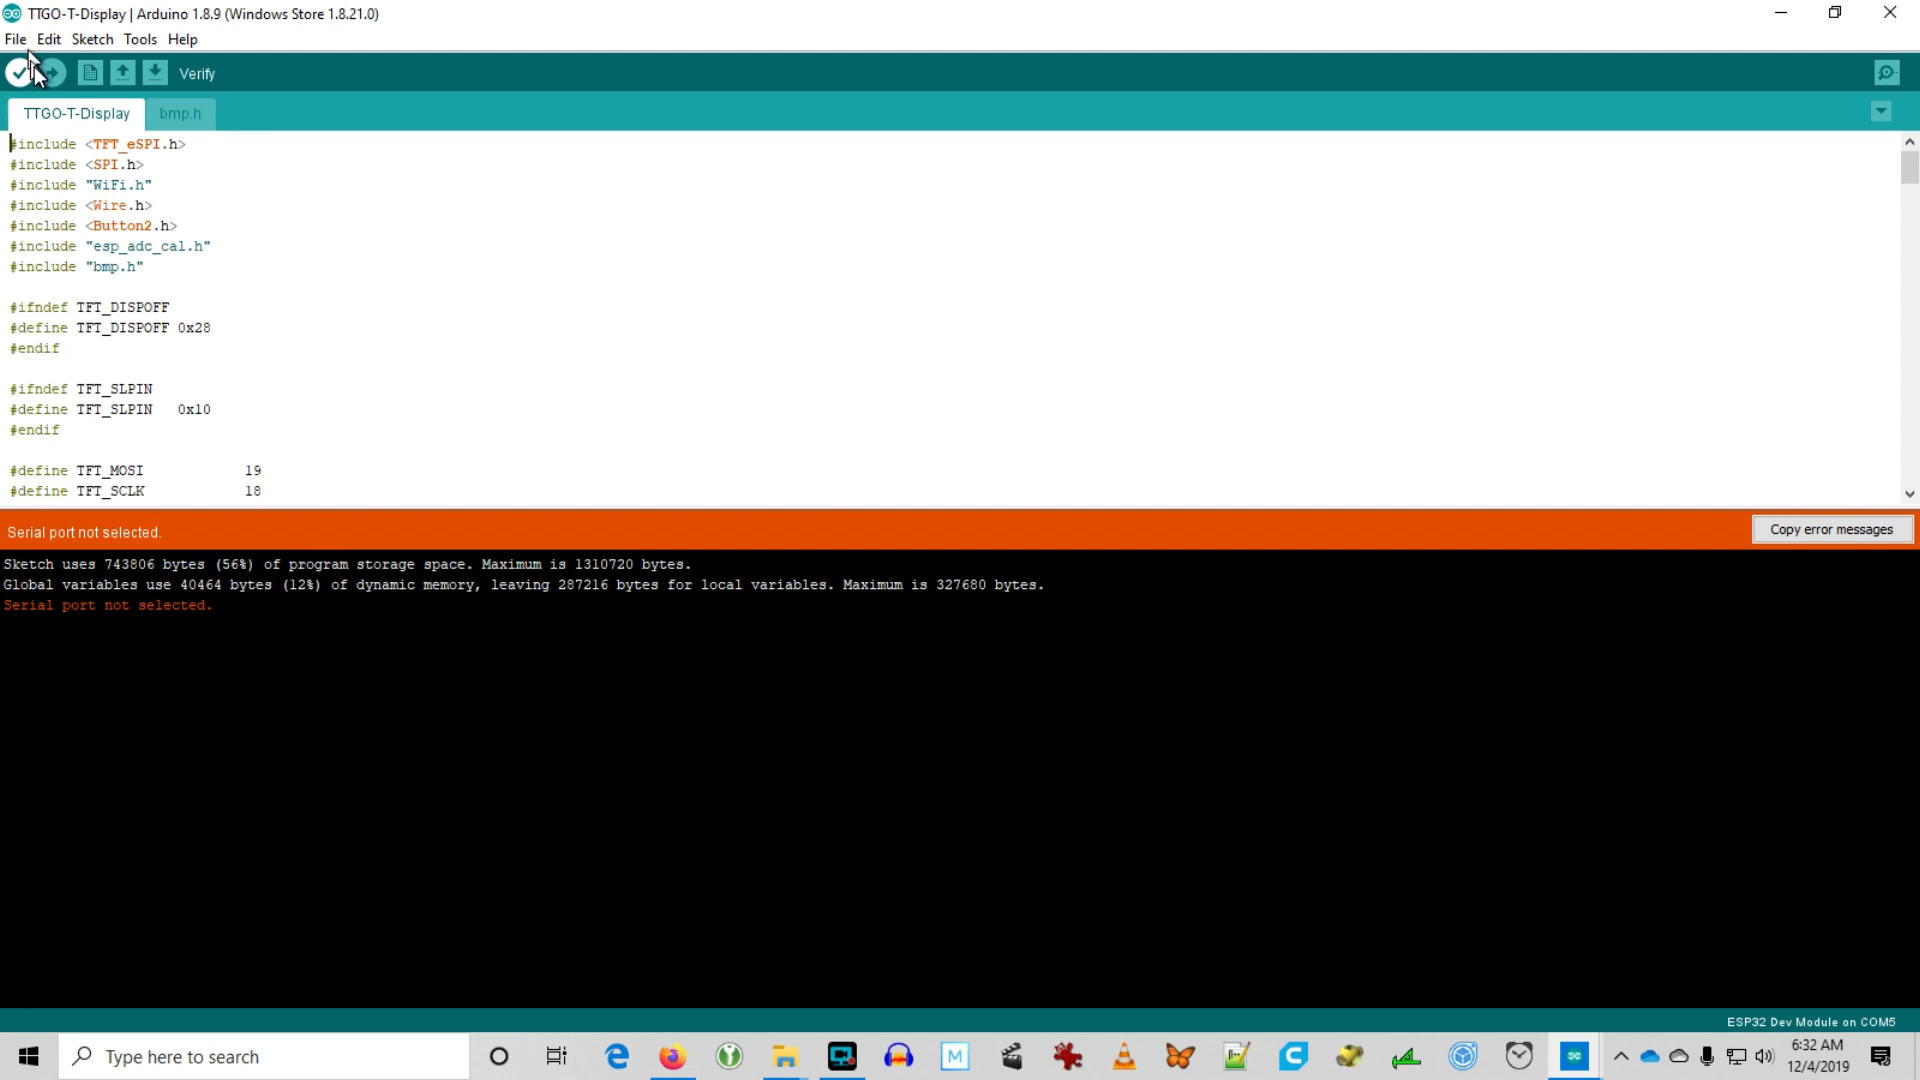 TTGO-T-Display | Arduino 1.8.9 (Windows Store 1.8.21.0)
File Edit Sketch Tools Help
Verify
TTGO-T-Display bmp.h
#include <TFT_eSPI.h>
#include <SPI.h>
#include "WiFi.h"
#include <Wire.h>
#include <Button2.h>
#include "esp_adc_cal.h"
#include "bmp.h"
#ifndef TFT_DISPOFF
#define TFT_DISPOFF 0x28
#endif
#ifndef TFT_SLPIN
#define TFT_SLPIN   0x10
#endif
#define TFT_MOSI            19
#define TFT_SCLK            18
Serial port not selected.
Copy error messages
Sketch uses 743806 bytes (56%) of program storage space. Maximum is 1310720 bytes.
Global variables use 40464 bytes (12%) of dynamic memory, leaving 287216 bytes for local variables. Maximum is 327680 bytes.
Serial port not selected.
ESP32 Dev Module on COM5
Type here to search
M
6:32 AM
12/4/2019